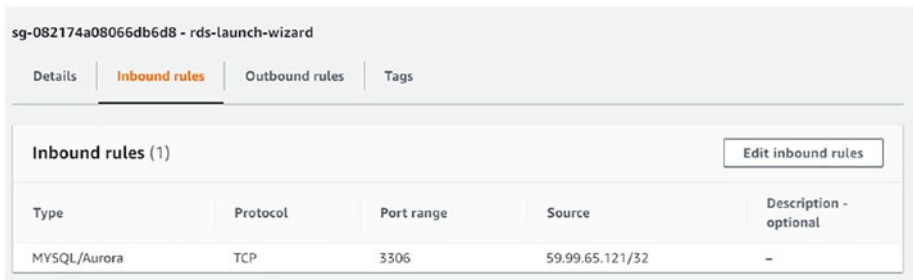 sg-082174a08066db6d8 - rds-launch-wizard
Details Inbound rules Outbound rules Tags
Inbound rules (1) Edit inbound rules
Type Protocol Port range Source Description - optional
MYSQL/Aurora TCP 3306 59.99.65.121/32 –